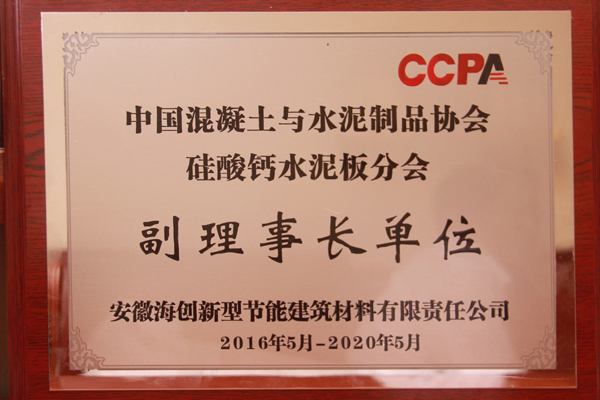 CCPA
中国混凝土与水泥制品协会
硅酸钙水泥板分会
副理事长单位
安徽海创新型节能建筑材料有限责任公司
2016年5月-2020年5月